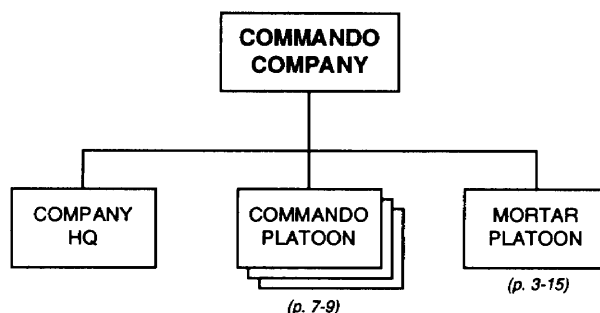 COMMANDO
COMPANY
COMPANY
HQ
COMMANDO
PLATOON
(p. 7-9)
MORTAR
PLATOON
(p. 3-15)